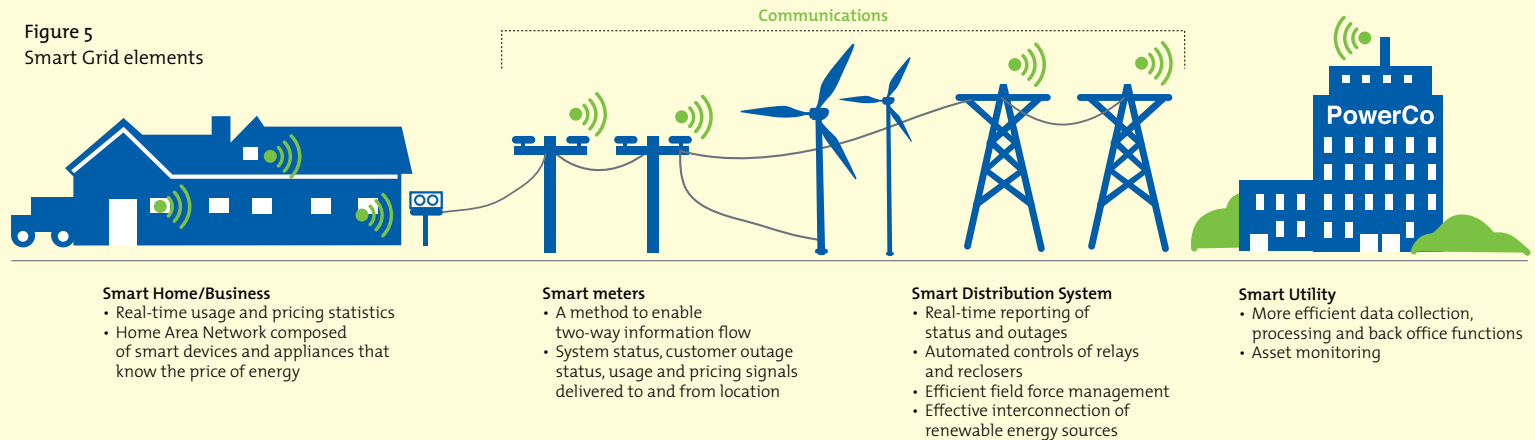 Figure 5
Smart Grid elements
Communications
PowerCo
Smart Home/Business
• Real-time usage and pricing statistics
• Home Area Network composed
of smart devices and appliances that
know the price of energy
Smart meters
• A method to enable
two-way information flow
• System status, customer outage
status, usage and pricing signals
delivered to and from location
Smart Distribution System
• Real-time reporting of
status and outages
• Automated controls of relays
and reclosers
• Efficient field force management
• Effective interconnection of
renewable energy sources
Smart Utility
• More efficient data collection,
processing and back office functions
• Asset monitoring